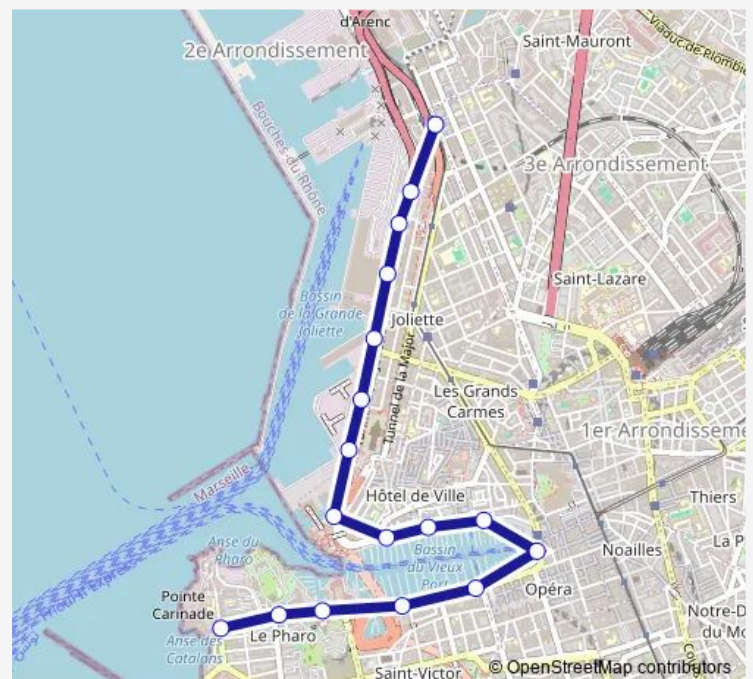 d'Arenc
Saint-Mauront
2e Arrondissement
Viaduc de Plombi
Bouches-du-Rhône
3e Arrondissement
Saint-Lazare
Bassin
de la Grande
Joliette
Joliette
Tunnel de la Major
Les Grands
Carmes
1er Arrondisseme
Marseille
Hôtel de Ville
Thiers
Anse du
Pharo
Bassin
du Vieux
Port
Noailles
La P
Pointe
Carinade
Opéra
Anse des
Catalans
Le Pharo
Notre-D
du Mo
Saint-Victor
© OpenStreetMap contributors